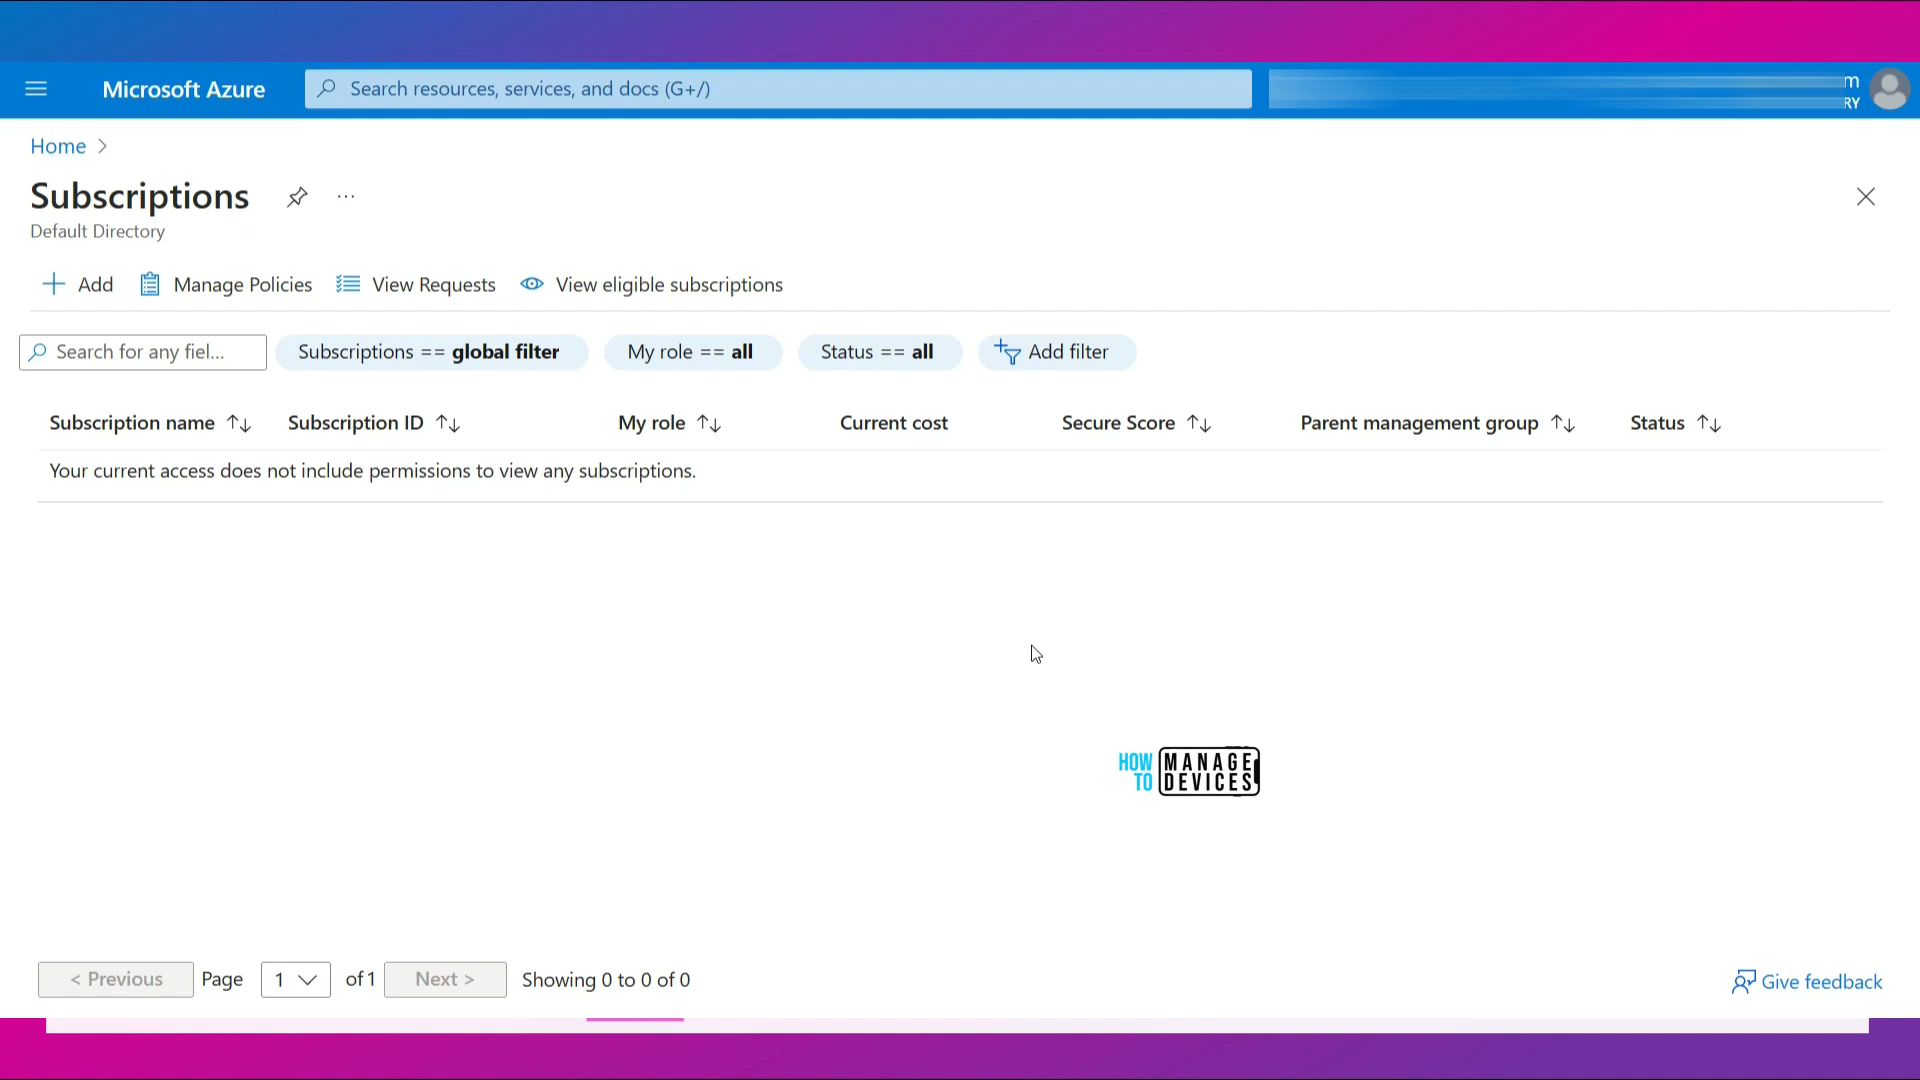 Microsoft Azure
Search resources, services, and docs (G+/)
m
RY
Home
Subscriptions
...
Default Directory
Add
Manage Policies
View Requests
View eligible subscriptions
Search for any fiel...
Subscriptions == global filter
My role == all
Status == all
Add filter
Subscription name
Subscription ID
My role
Current cost
Secure Score
Parent management group
Status
Your current access does not include permissions to view any subscriptions.
HOW TO
MANAGE DEVICES
< Previous
Page
1
of 1
Next >
Showing 0 to 0 of 0
Give feedback